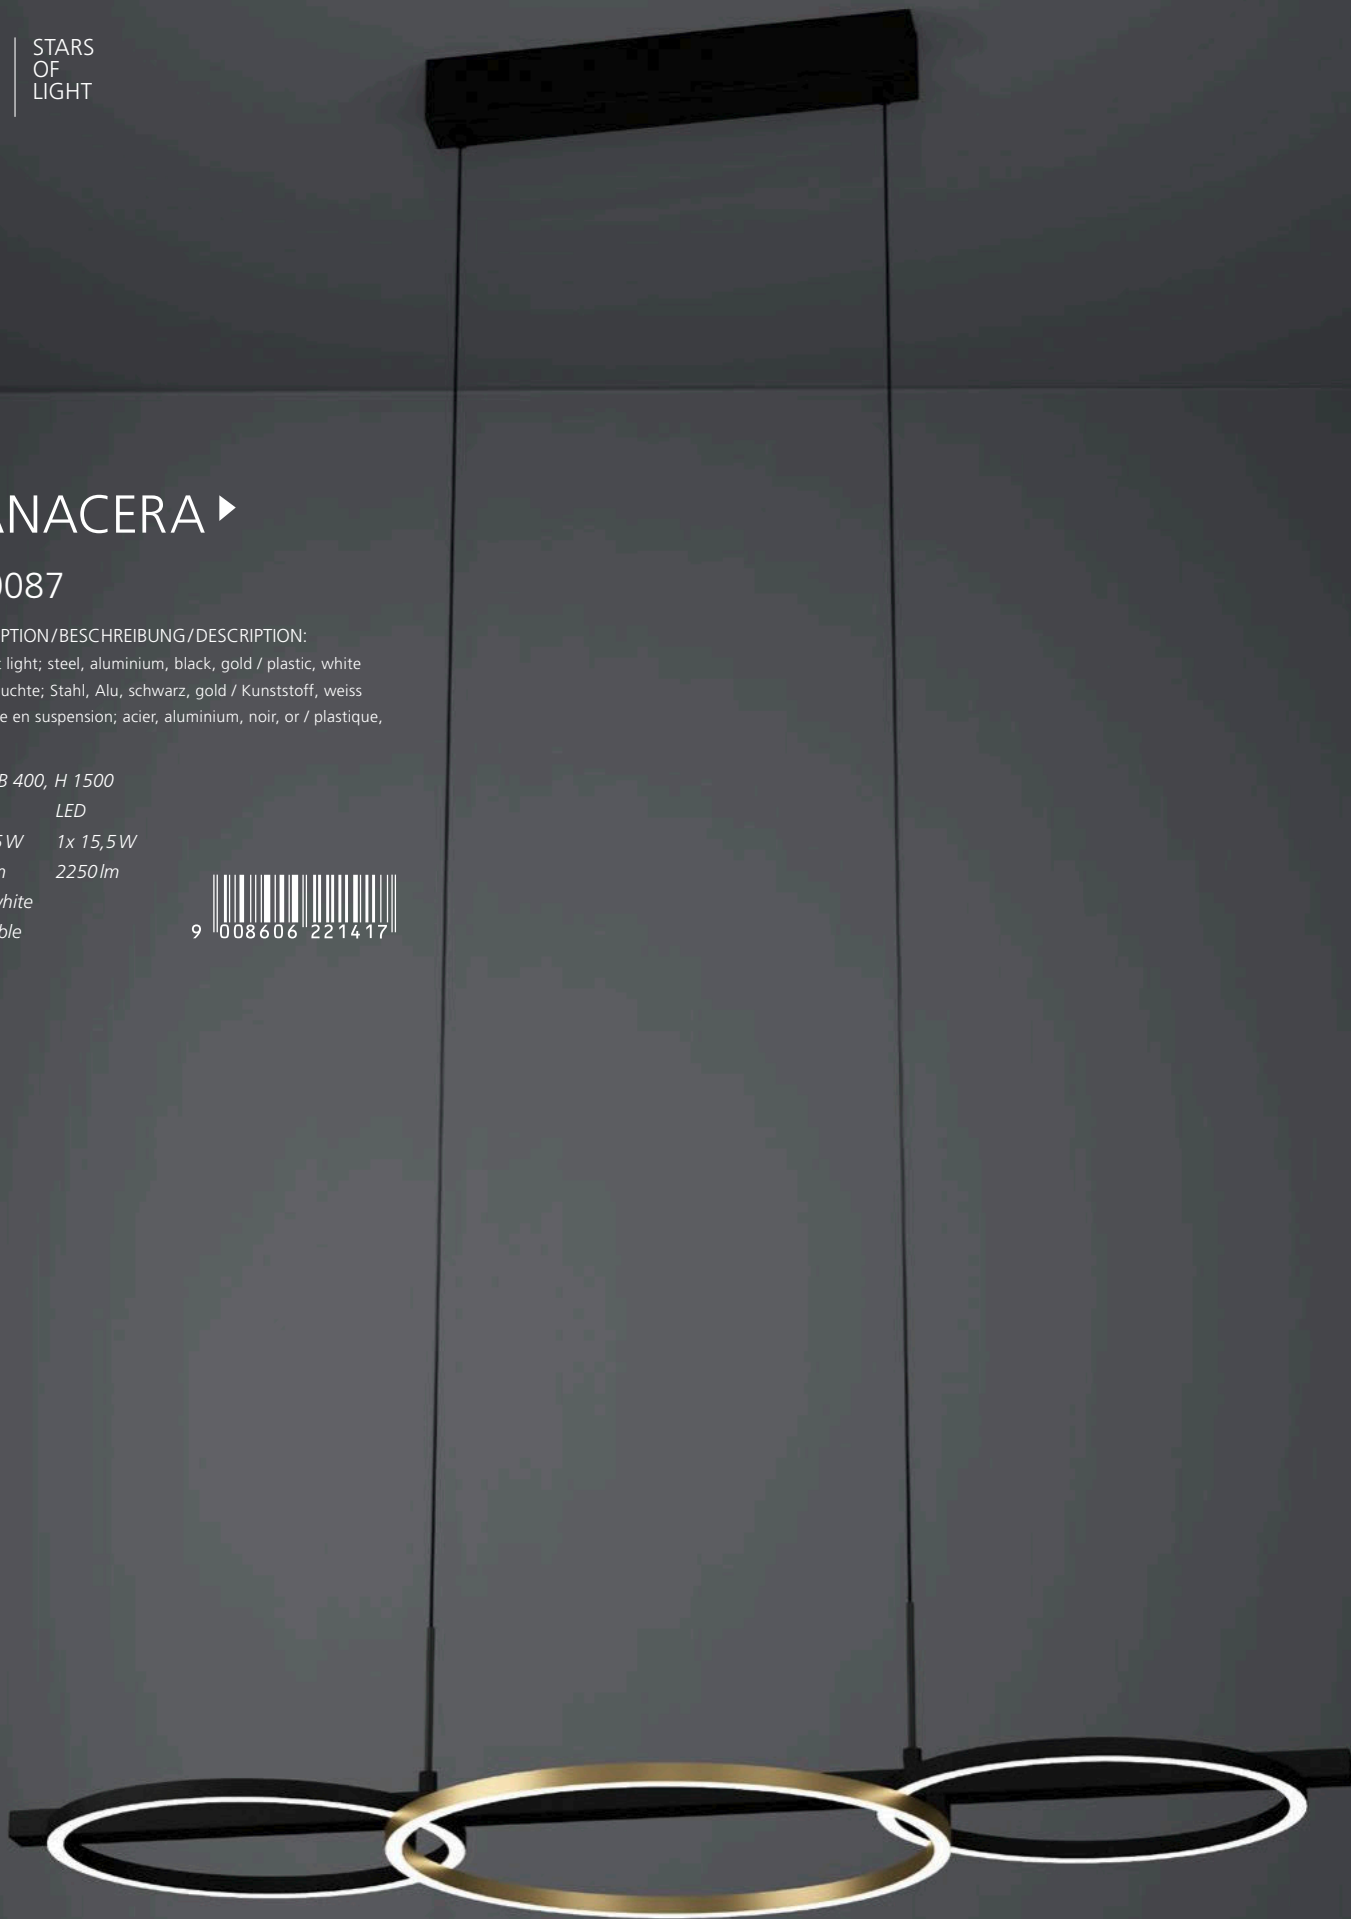 STARS
OF
LIGHT
ANACERA
0087
PTION/BESCHREIBUNG/DESCRIPTION:
t light; steel, aluminium, black, gold / plastic, white
uchte; Stahl, Alu, schwarz, gold / Kunststoff, weiss
e en suspension; acier, aluminium, noir, or / plastique,
B 400, H 1500
LED
5W 1x 15,5W
m 2250lm
white
ble
9 008606 221417